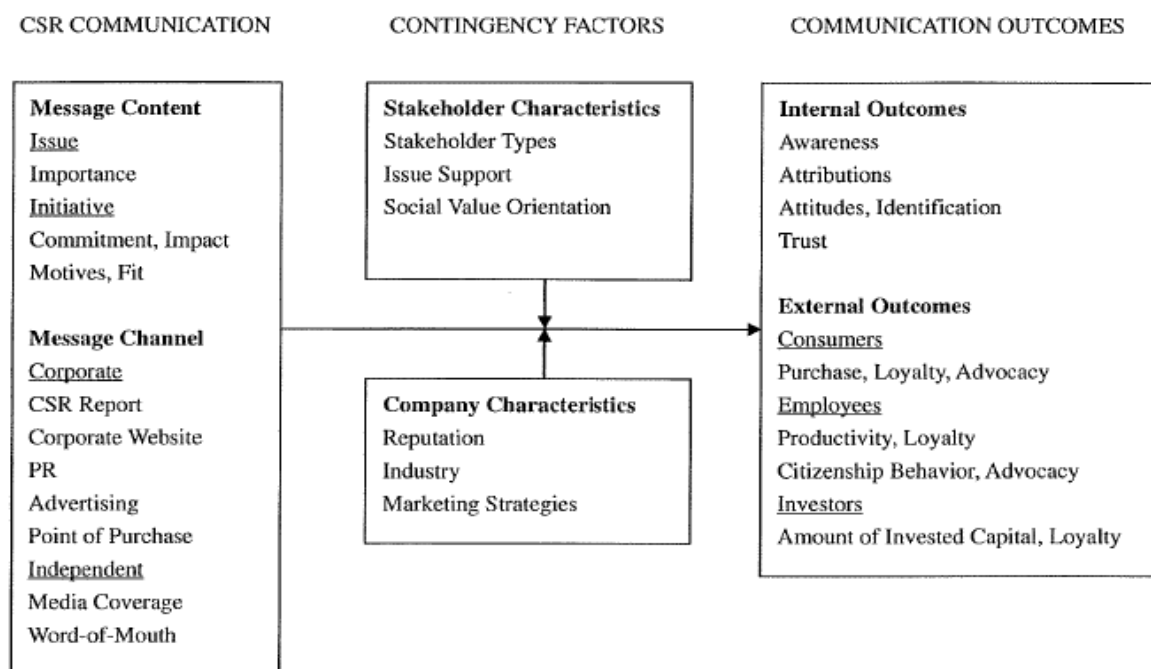 CSR COMMUNICATION
CONTINGENCY FACTORS
COMMUNICATION OUTCOMES
Message Content
Issue
Importance
Initiative
Commitment, Impact
Motives, Fit
Message Channel
Corporate
CSR Report
Corporate Website
PR
Advertising
Point of Purchase
Independent
Media Coverage
Word-of-Mouth
Stakeholder Characteristics
Stakeholder Types
Issue Support
Social Value Orientation
Company Characteristics
Reputation
Industry
Marketing Strategies
Internal Outcomes
Awareness
Attributions
Attitudes, Identification
Trust
External Outcomes
Consumers
Purchase, Loyalty, Advocacy
Employees
Productivity, Loyalty
Citizenship Behavior, Advocacy
Investors
Amount of Invested Capital, Loyalty